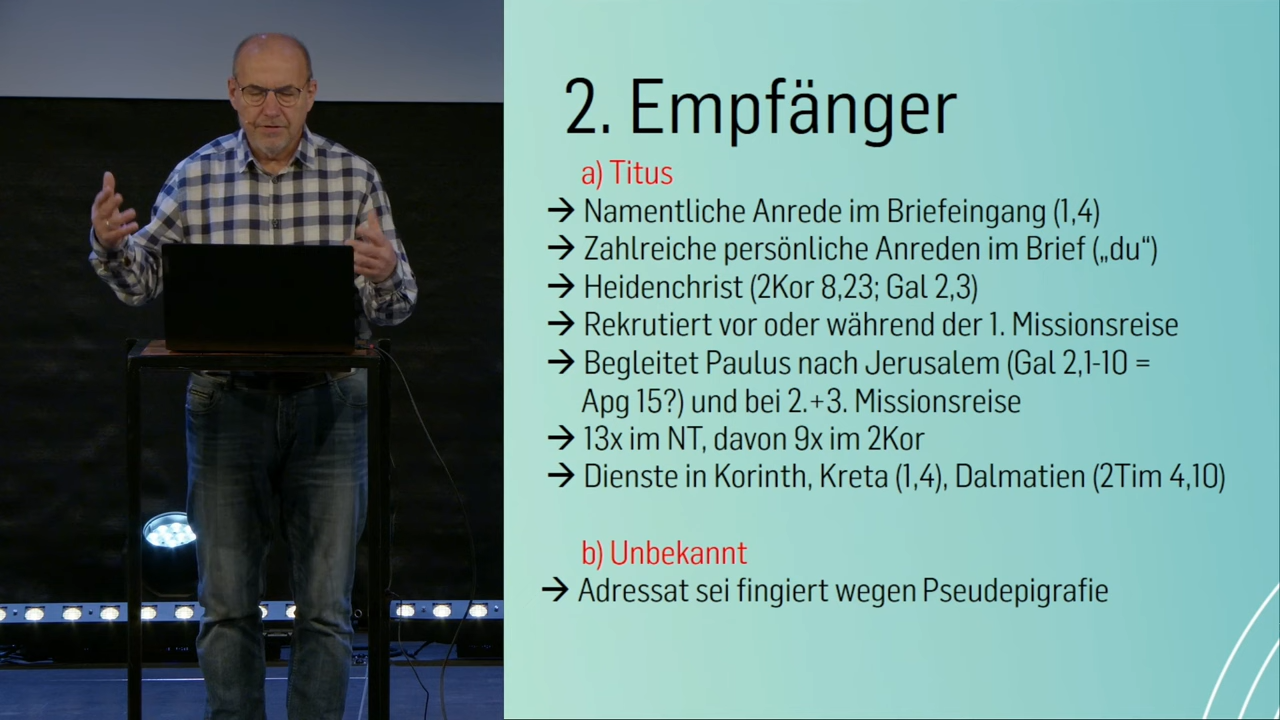 2. Empfänger
a) Titus
→ Namentliche Anrede im Briefeingang (1,4)
→ Zahlreiche persönliche Anreden im Brief („du“)
→ Heidenchrist (2Kor 8,23; Gal 2,3)
→ Rekrutiert vor oder während der 1. Missionsreise
→ Begleitet Paulus nach Jerusalem (Gal 2,1-10 =
Apg 15?) und bei 2.+3. Missionsreise
→ 13x im NT, davon 9x im 2Kor
→ Dienste in Korinth, Kreta (1,4), Dalmatien (2Tim 4,10)
b) Unbekannt
→ Adressat sei fingiert wegen Pseudepigrafie